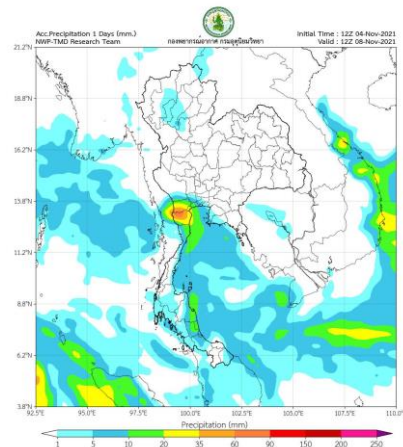 Acc.Precipitation 1 Days (mm.)
NWP-TMD Research Team
กองพยากรณ์อากาศ กรมอุตุนิยมวิทยา
Initial Time : 12Z 04-Nov-2021
Valid : 12Z 08-Nov-2021
21.2°N
18.8°N
16.2°N
13.8°N
11.2°N
8.8°N
6.2°N
3.8°N
92.5°E 95.0°E 97.5°E 100.0°E 102.5°E 105.0°E 107.5°E 110.0°E
Precipitation (mm)
1 5 10 20 35 60 90 150 200 250